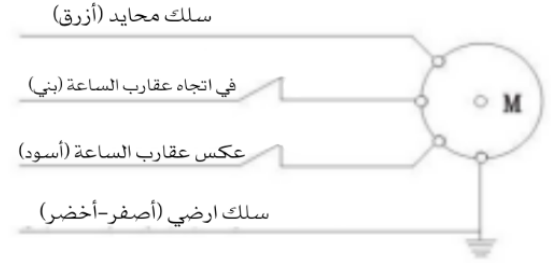 سلك محايد (أزرق)
في اتجاه عقارب الساعة (بني)
M
عكس عقارب الساعة (أسود)
سلك ارضي (أصفر-أخضر)